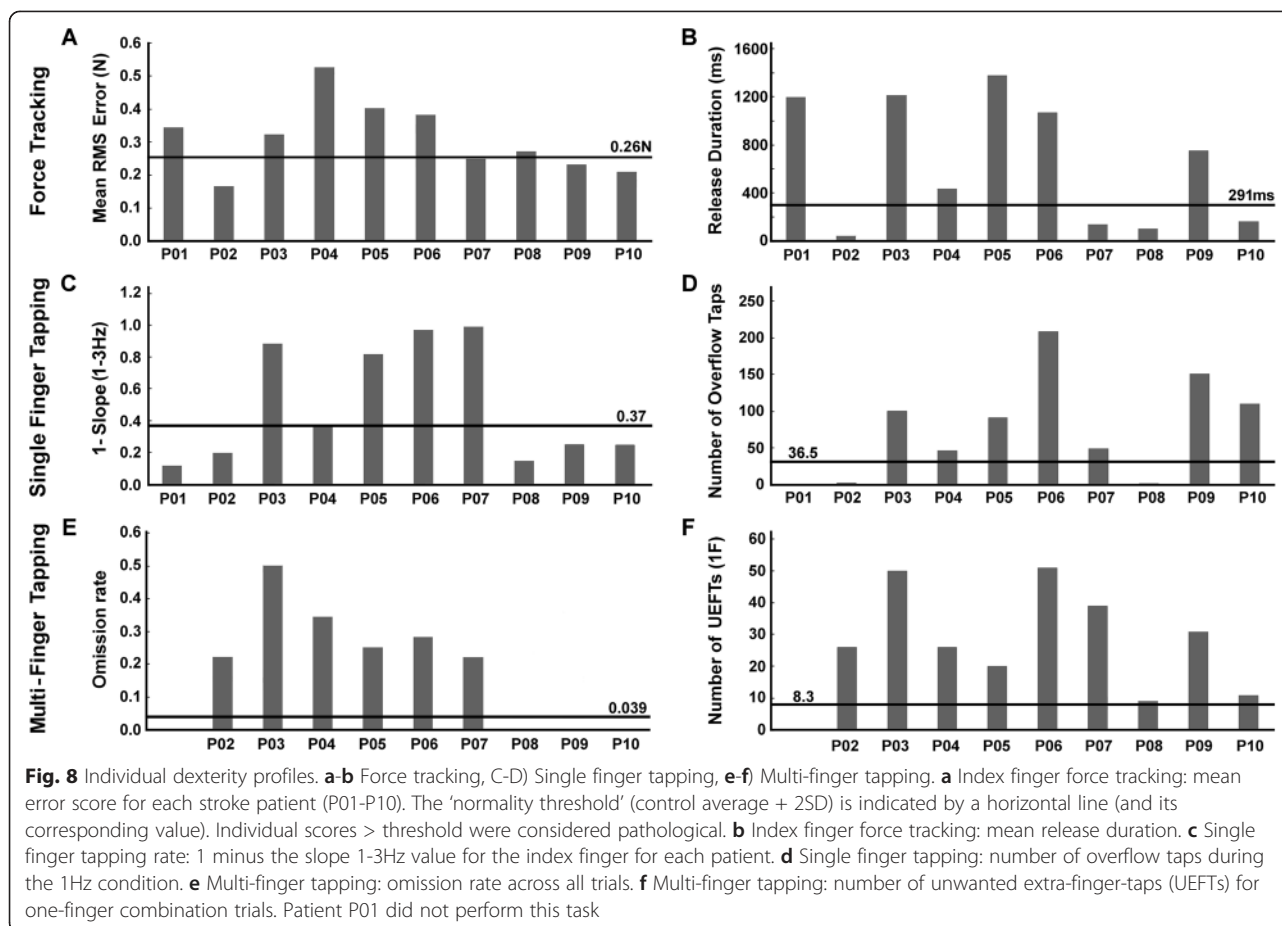 A
B
Force Tracking
Mean RMS Error (N)
0.6
0.5
0.4
0.3
0.2
0.1
0.0
0.26N
P01 P02 P03 P04 P05 P06 P07 P08 P09 P10
Release Duration (ms)
1600
1200
800
400
0
291ms
P01 P02 P03 P04 P05 P06 P07 P08 P09 P10
C
D
Single Finger Tapping
1- Slope (1-3Hz)
1.2
1.0
0.8
0.6
0.4
0.2
0.0
0.37
P01 P02 P03 P04 P05 P06 P07 P08 P09 P10
Number of Overflow Taps
250
200
150
100
50
0
36.5
P01 P02 P03 P04 P05 P06 P07 P08 P09 P10
E
F
Multi-Finger Tapping
Omission rate
0.6
0.5
0.4
0.3
0.2
0.1
0.0
0.039
P02 P03 P04 P05 P06 P07 P08 P09 P10
Number of UEFTs (1F)
60
50
40
30
20
10
0
8.3
P02 P03 P04 P05 P06 P07 P08 P09 P10
Fig. 8 Individual dexterity profiles. a-b Force tracking, C-D) Single finger tapping, e-f) Multi-finger tapping. a Index finger force tracking: mean
error score for each stroke patient (P01-P10). The 'normality threshold' (control average + 2SD) is indicated by a horizontal line (and its
corresponding value). Individual scores > threshold were considered pathological. b Index finger force tracking: mean release duration. c Single
finger tapping rate: 1 minus the slope 1-3Hz value for the index finger for each patient. d Single finger tapping: number of overflow taps during
the 1Hz condition. e Multi-finger tapping: omission rate across all trials. f Multi-finger tapping: number of unwanted extra-finger-taps (UEFTs) for
one-finger combination trials. Patient P01 did not perform this task